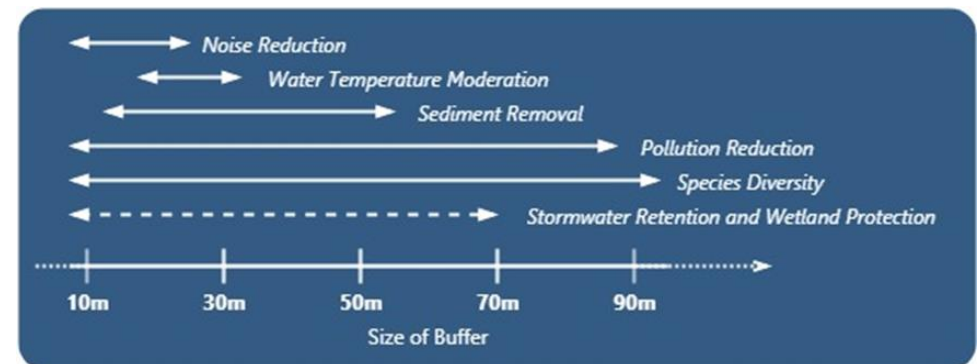 Noise Reduction
Water Temperature Moderation
Sediment Removal
Pollution Reduction
Species Diversity
Stormwater Retention and Wetland Protection
10m 30m 50m 70m 90m
Size of Buffer